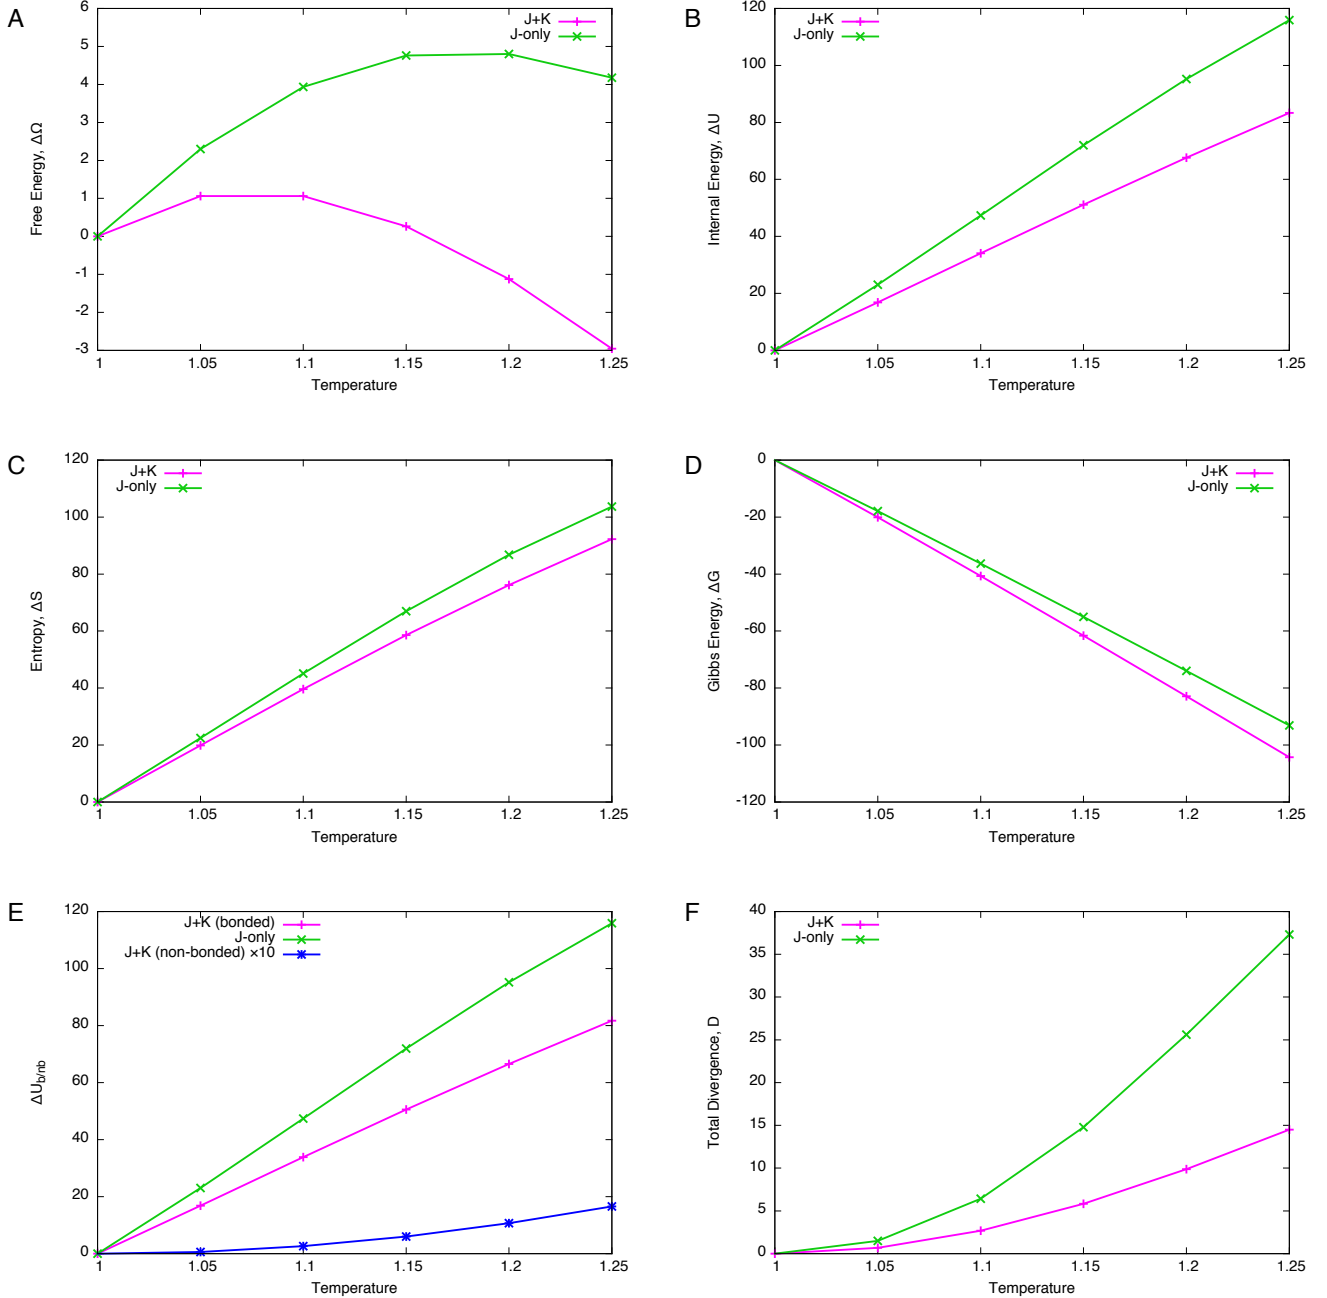 A
6
5
4
3
2
1
0
-1
-2
-3
Free Energy, ΔΩ
J+K
J-only
1 1.05 1.1 1.15 1.2 1.25
Temperature
B
120
100
80
60
40
20
0
Internal Energy, ΔU
J+K
J-only
1 1.05 1.1 1.15 1.2 1.25
Temperature
C
120
100
80
60
40
20
0
Entropy, ΔS
J+K
J-only
1 1.05 1.1 1.15 1.2 1.25
Temperature
D
0
-20
-40
-60
-80
-100
-120
Gibbs Energy, ΔG
J+K
J-only
1 1.05 1.1 1.15 1.2 1.25
Temperature
E
120
100
80
60
40
20
0
ΔU_b/nb
J+K (bonded)
J-only
J+K (non-bonded) ×10
1 1.05 1.1 1.15 1.2 1.25
Temperature
F
40
35
30
25
20
15
10
5
0
Total Divergence, D
J+K
J-only
1 1.05 1.1 1.15 1.2 1.25
Temperature